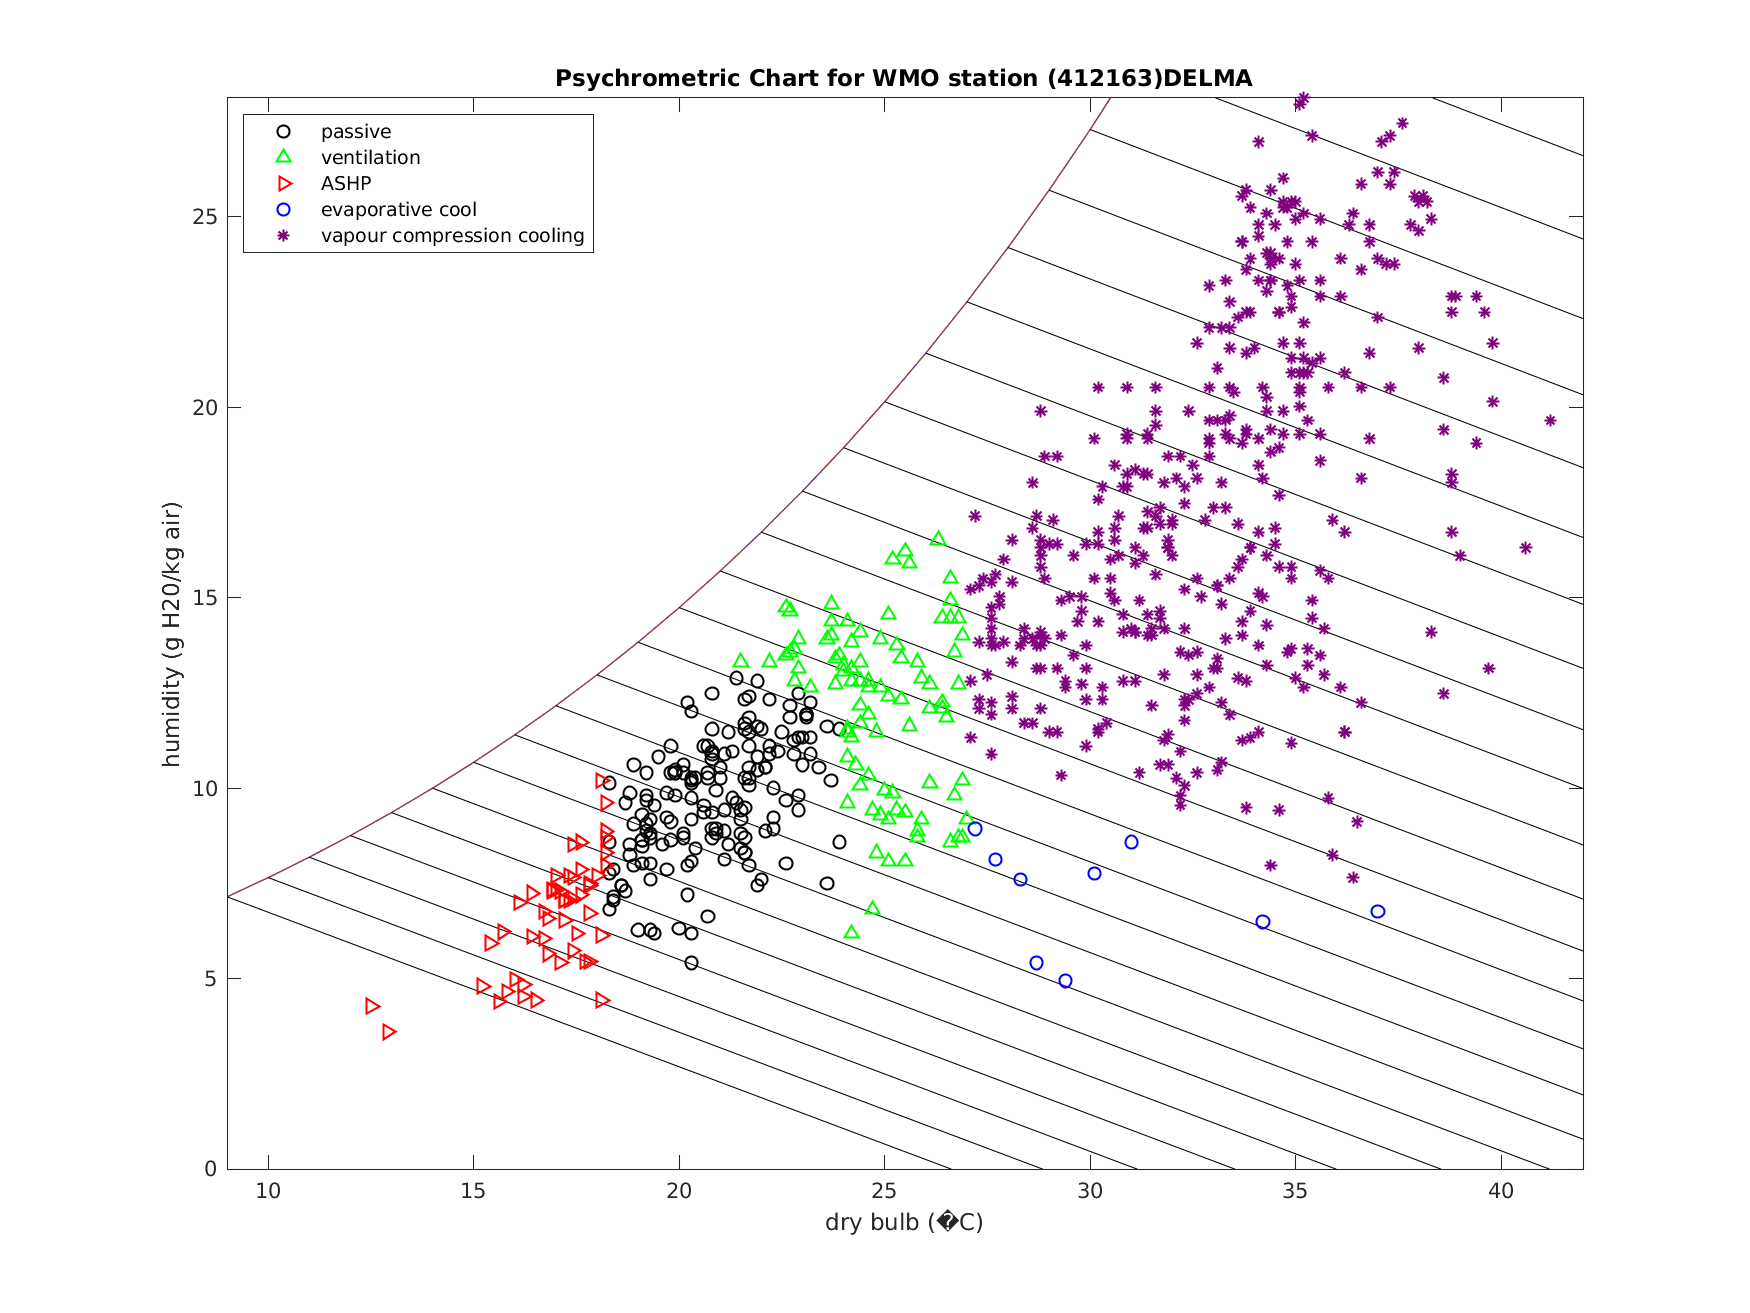 Psychrometric Chart for WMO station (412163)DELMA
passive
ventilation
ASHP
evaporative cool
vapour compression cooling
humidity (g H20/kg air)
25
20
15
10
5
0
10 15 20 25 30 35 40
dry bulb (�C)